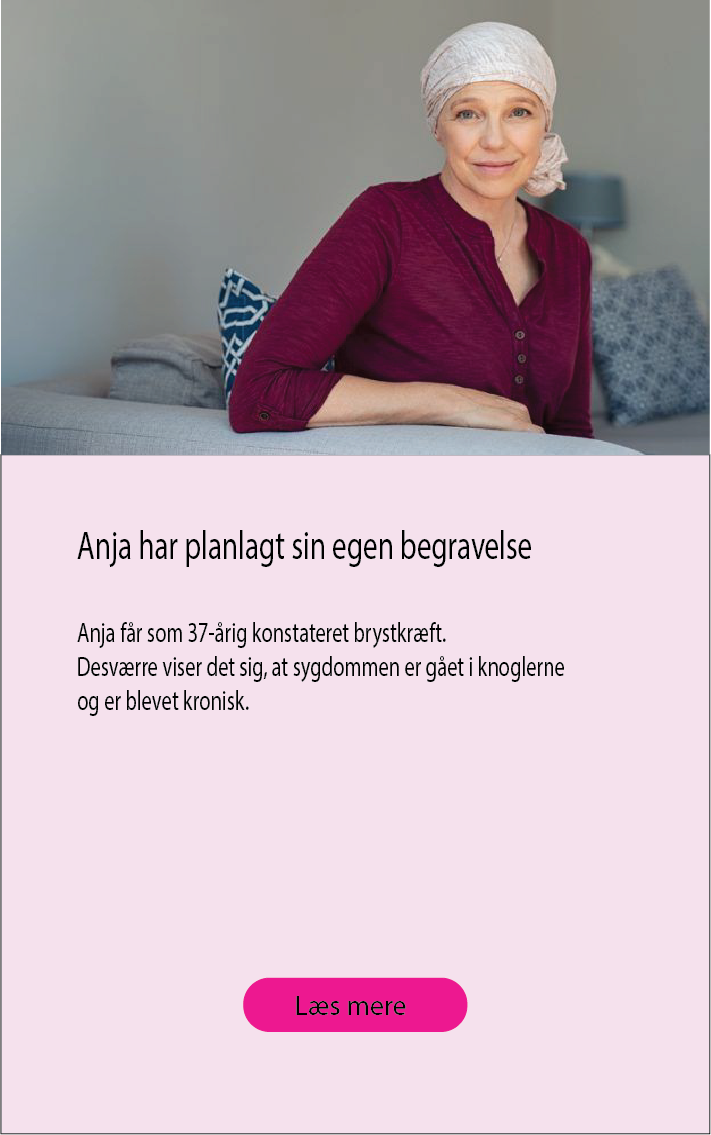 Anja har planlagt sin egen begravelse
Anja får som 37-årig konstateret brystkræft.
Desværre viser det sig, at sygdommen er gået i knoglerne
og er blevet kronisk.
Læs mere